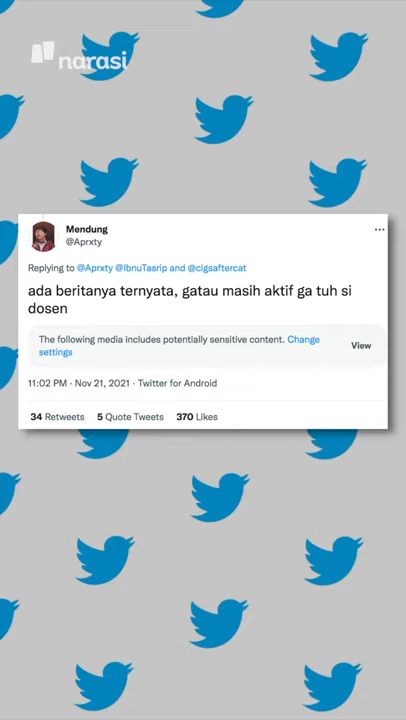 narasi
Mendung
@Aprxty
Replying to @Aprxty @IbnuTasrip and @cigsaftercat
ada beritanya ternyata, gatau masih aktif ga tuh si
dosen
The following media includes potentially sensitive content. Change
settings
View
11:02 PM · Nov 21, 2021 · Twitter for Android
34 Retweets 5 Quote Tweets 370 Likes